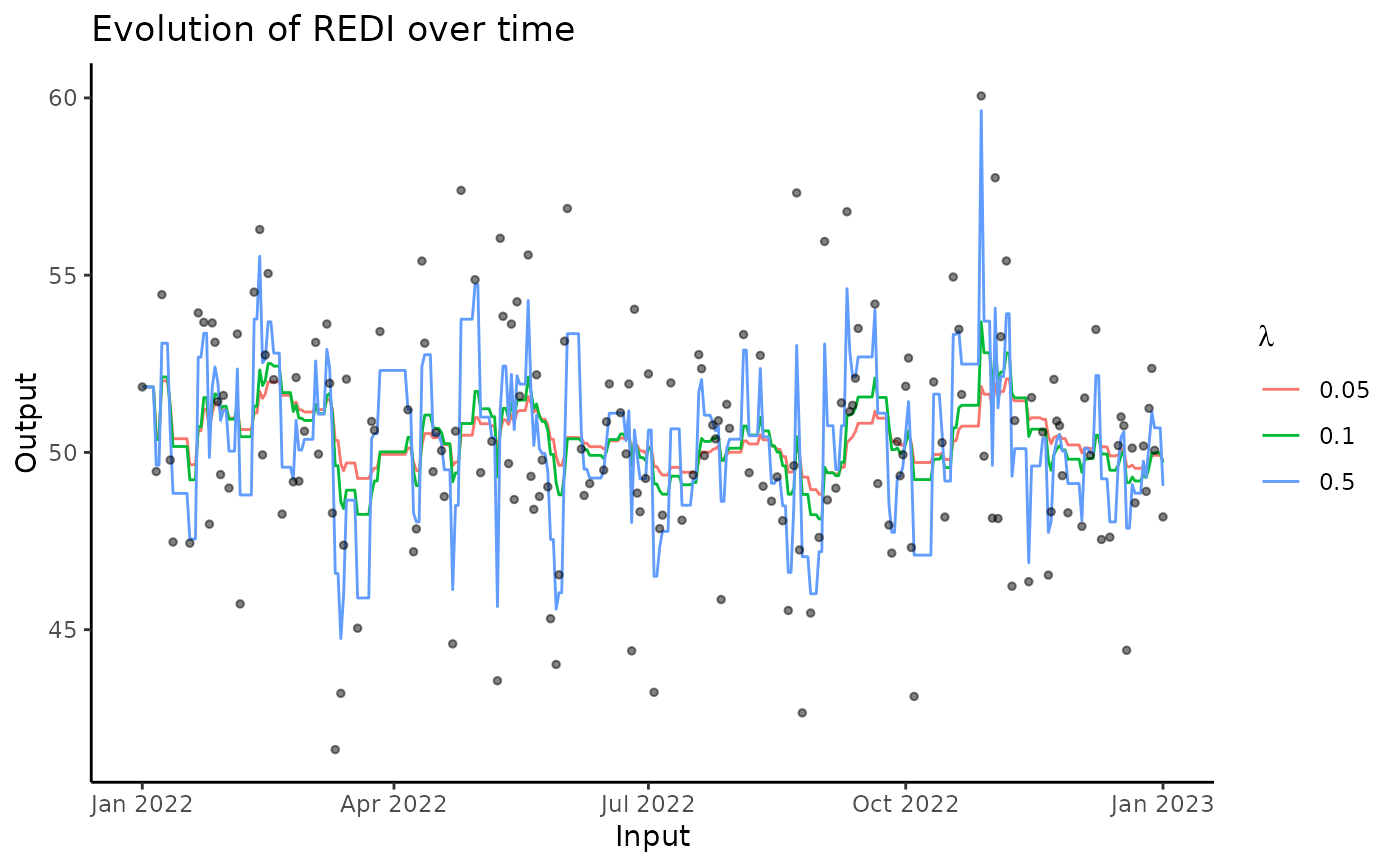 Evolution of REDI over time
60
55
50
45
Output
Jan 2022
Apr 2022
Jul 2022
Oct 2022
Jan 2023
Input
λ
0.05
0.1
0.5